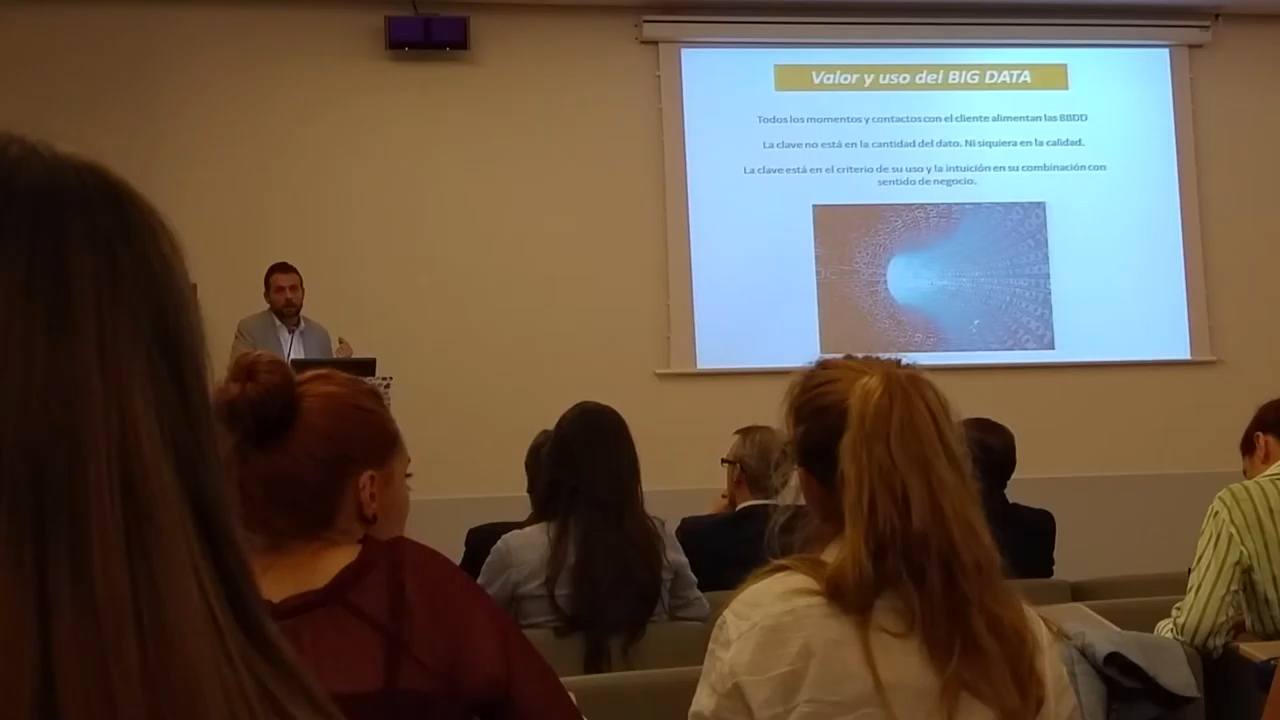 Valor y uso del BIG DATA
Todos los momentos y contactos con el cliente alimentan las BBDD
La clave no está en la cantidad del dato. Ni siquiera en la calidad.
La clave está en el criterio de su uso y la intuición en su combinación con
sentido de negocio.